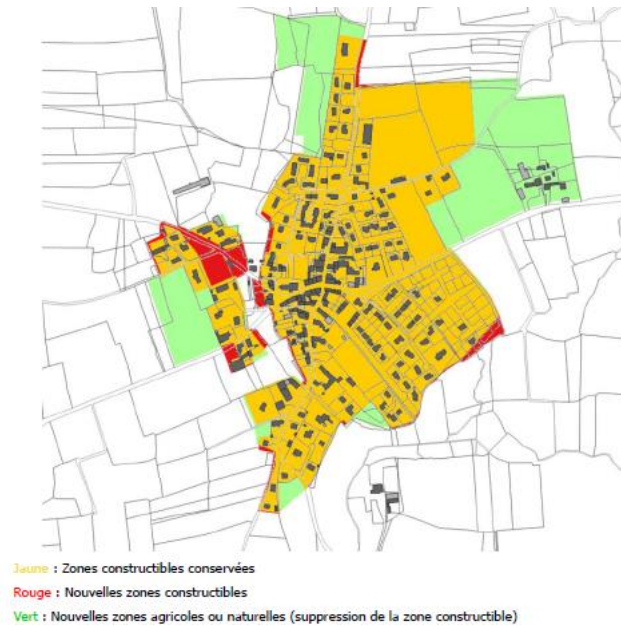 Jaune : Zones constructibles conservées
Rouge : Nouvelles zones constructibles
Vert : Nouvelles zones agricoles ou naturelles (suppression de la zone constructible)